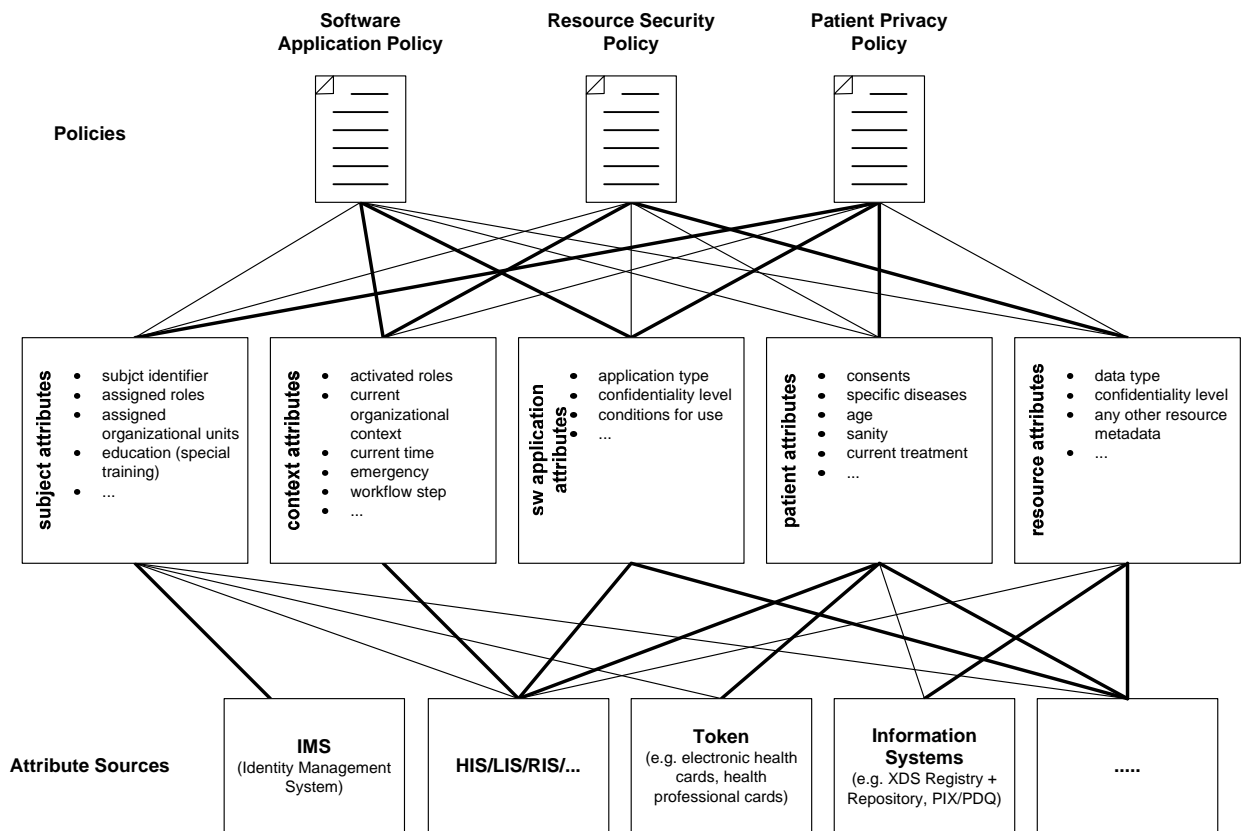 Software
Application Policy
Resource Security
Policy
Patient Privacy
Policy
Policies
subject attributes
• subjct identifier
• assigned roles
• assigned
organizational units
• education (special
training)
• ...
context attributes
• activated roles
• current
organizational
context
• current time
• emergency
• workflow step
• ...
sw application
attributes
• application type
• confidentiality level
• conditions for use
• ...
patient attributes
• consents
• specific diseases
• age
• sanity
• current treatment
• ...
resource attributes
• data type
• confidentiality level
• any other resource
metadata
• ...
Attribute Sources
IMS
(Identity Management
System)
HIS/LIS/RIS/...
Token
(e.g. electronic health
cards, health
professional cards)
Information
Systems
(e.g. XDS Registry +
Repository, PIX/PDQ)
.....